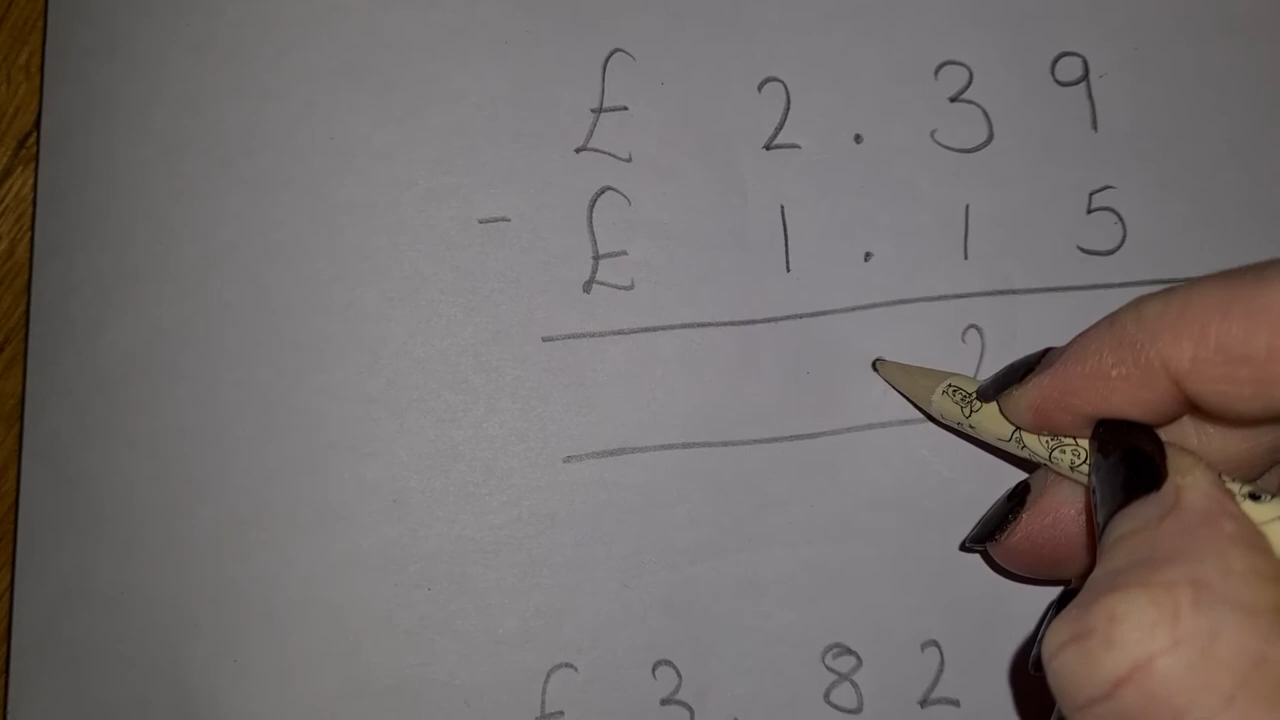 £ 2 . 3 9
- £ 1 . 1 5
2
£ 3 . 8 2